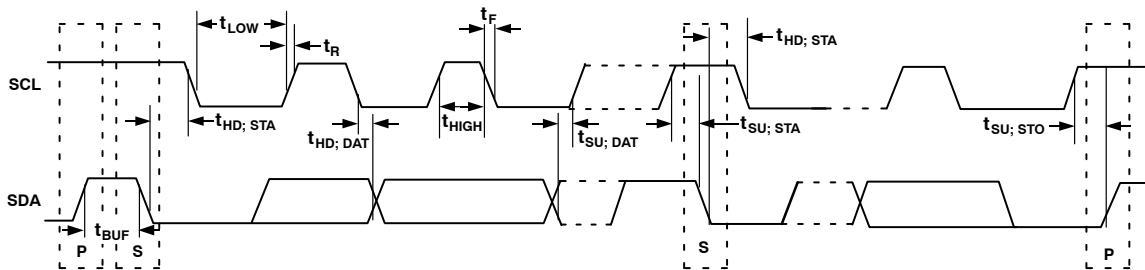 tLOW
tF
tR
tHD; STA
SCL
tHD; STA
tHD; DAT
tHIGH
tSU; DAT
tSU; STA
tSU; STO
SDA
tBUF
P
S
S
P